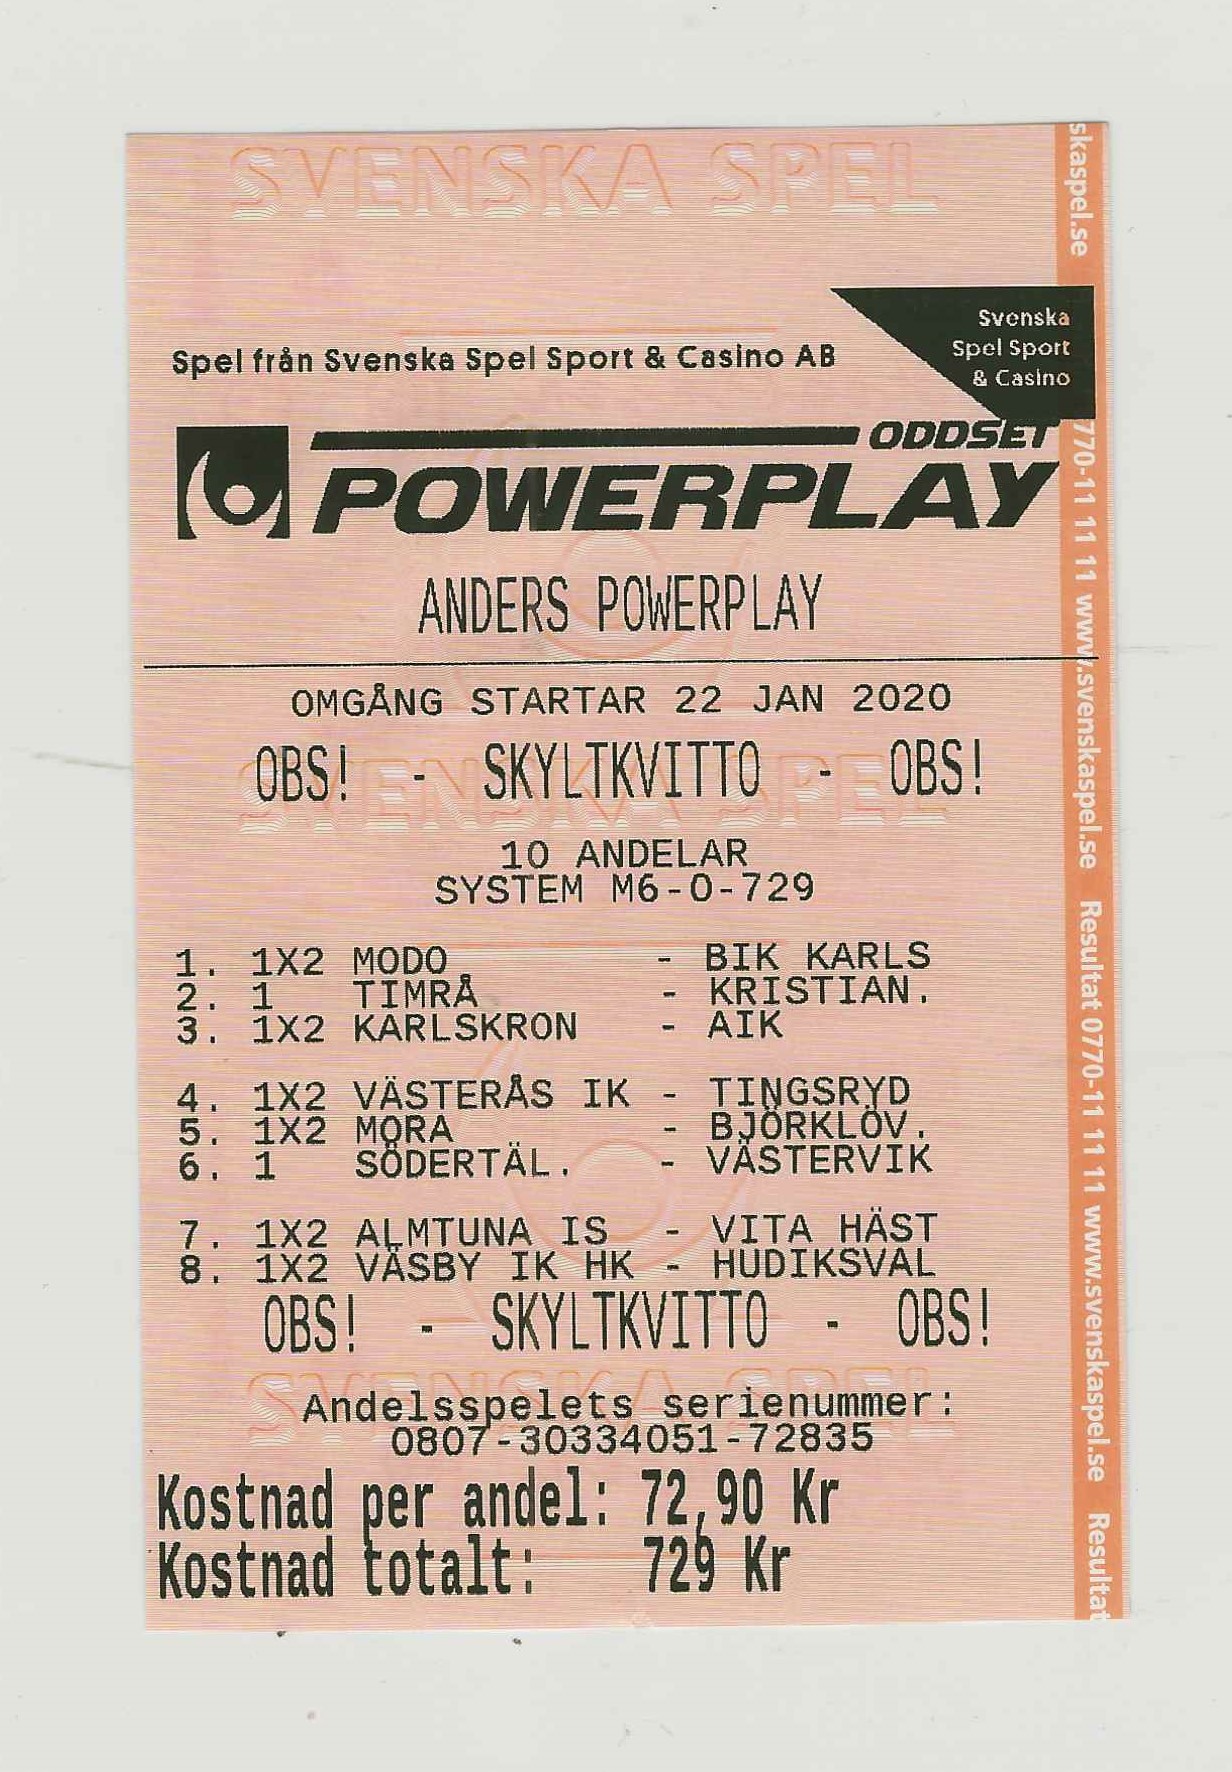 SVENSKA SPEL
Svenska
Spel Sport
& Casino
Spel från Svenska Spel Sport & Casino AB
ODDSET
POWERPLAY
ANDERS POWERPLAY
OMGÅNG STARTAR 22 JAN 2020
OBS! - SKYLTKVITTO - OBS!
SVENSKA SPEL
10 ANDELAR
SYSTEM M6-0-729
1. 1X2 MODO - BIK KARLS
2. 1 TIMRÅ - KRISTIAN.
3. 1X2 KARLSKRON - AIK
4. 1X2 VÄSTERÅS IK - TINGSRYD
5. 1X2 MORA - BJÖRKLÖV.
6. 1 SÖDERTÄL. - VÄSTERVIK
7. 1X2 ALMTUNA IS - VITA HÄST
8. 1X2 VÄSBY IK HK - HUDIKSVAL
OBS! - SKYLTKVITTO - OBS!
SVENSKA SPEL
Andelsspelets serienummer:
0807-30334051-72835
Kostnad per andel: 72,90 Kr
Kostnad totalt: 729 Kr
skaspel.se 770-11 11 11 www.svenskaspel.se Resultat 0770-11 11 11 www.svenskaspel.se Resultat